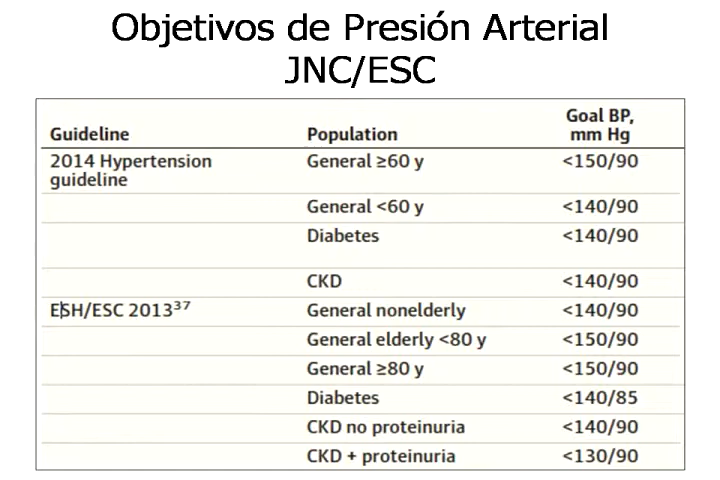 Objetivos de Presión Arterial
JNC/ESC
Guideline Population Goal BP, mm Hg
2014 Hypertension guideline General ≥60 y <150/90
General <60 y <140/90
Diabetes <140/90
CKD <140/90
ESH/ESC 2013³⁷ General nonelderly <140/90
General elderly <80 y <150/90
General ≥80 y <150/90
Diabetes <140/85
CKD no proteinuria <140/90
CKD + proteinuria <130/90